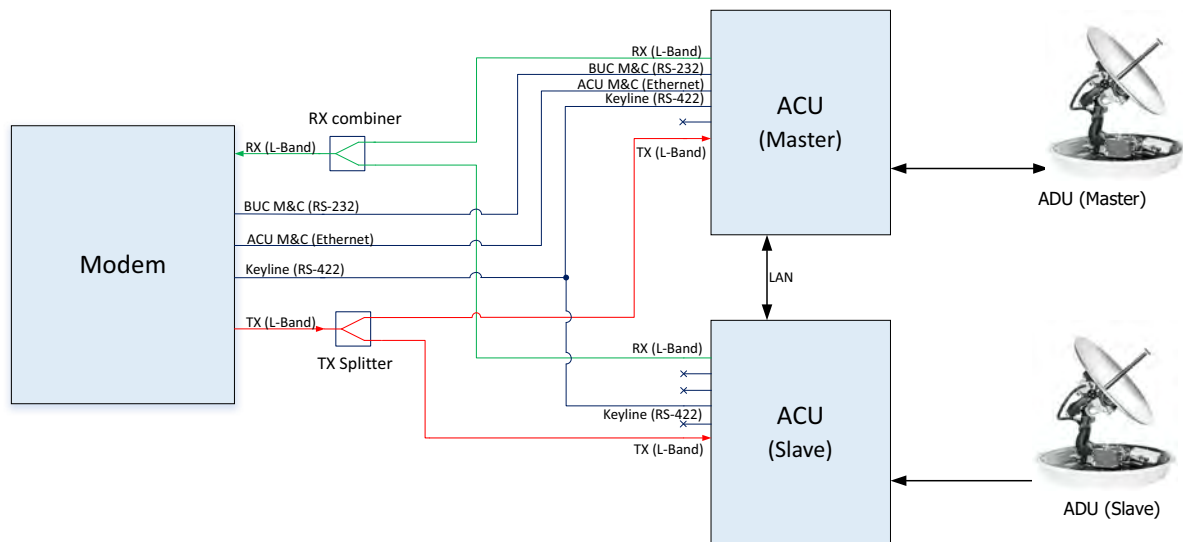 RX (L-Band)
BUC M&C (RS-232)
ACU M&C (Ethernet)
Keyline (RS-422)
TX (L-Band)
ACU
(Master)
ADU (Master)
RX combiner
RX (L-Band)
BUC M&C (RS-232)
ACU M&C (Ethernet)
Keyline (RS-422)
TX (L-Band)
Modem
TX Splitter
LAN
RX (L-Band)
Keyline (RS-422)
TX (L-Band)
ACU
(Slave)
ADU (Slave)